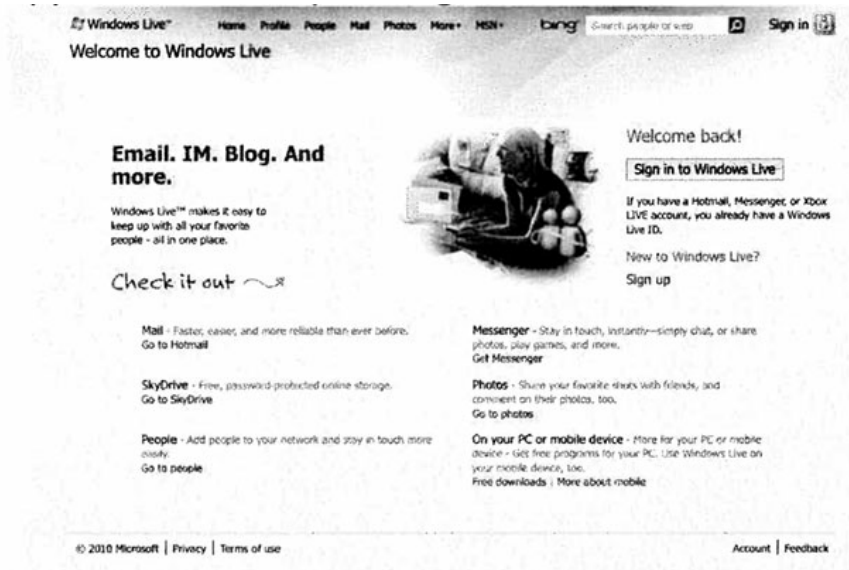 Windows Live™ Home Profile People Mail Photos More▾ MSN▾ bing Search people or web Sign in
Welcome to Windows Live
Email. IM. Blog. And
more.
Windows Live™ makes it easy to
keep up with all your favorite
people - all in one place.
Check it out
Welcome back!
Sign in to Windows Live
If you have a Hotmail, Messenger, or Xbox
LIVE account, you already have a Windows
Live ID.
New to Windows Live?
Sign up
Mail - Faster, easier, and more reliable than ever before.
Go to Hotmail
SkyDrive - Free, password-protected online storage.
Go to SkyDrive
People - Add people to your network and stay in touch more
easily.
Go to people
Messenger - Stay in touch, instantly—simply chat, or share
photos, play games, and more.
Get Messenger
Photos - Share your favorite shots with friends, and
comment on their photos, too.
Go to photos
On your PC or mobile device - More for your PC or mobile
device - Get free programs for your PC. Use Windows Live on
your mobile device, too.
Free downloads | More about mobile
© 2010 Microsoft | Privacy | Terms of use
Account | Feedback